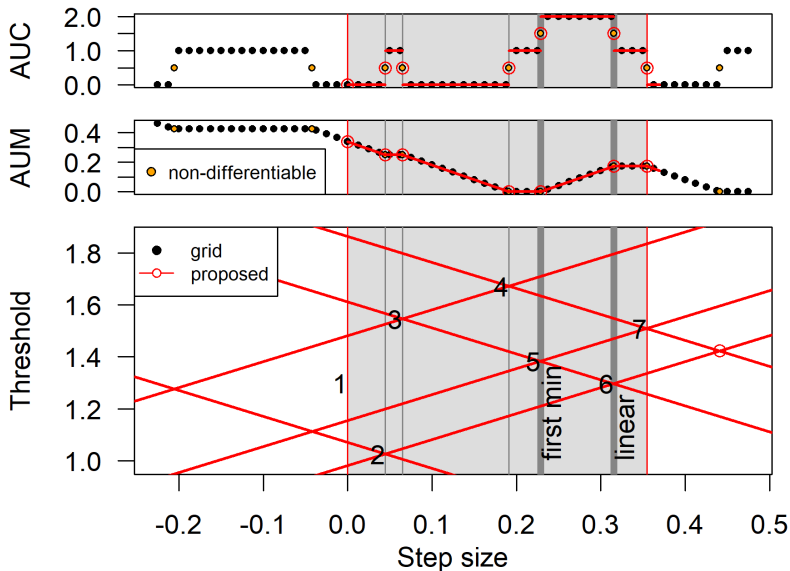 AUC
2.0
1.0
0.0
AUM
0.4
0.2
0.0
non-differentiable
Threshold
1.8
1.6
1.4
1.2
1.0
grid
proposed
4
3
7
5
1
6
2
first min
linear
-0.2 -0.1 0.0 0.1 0.2 0.3 0.4 0.5
Step size